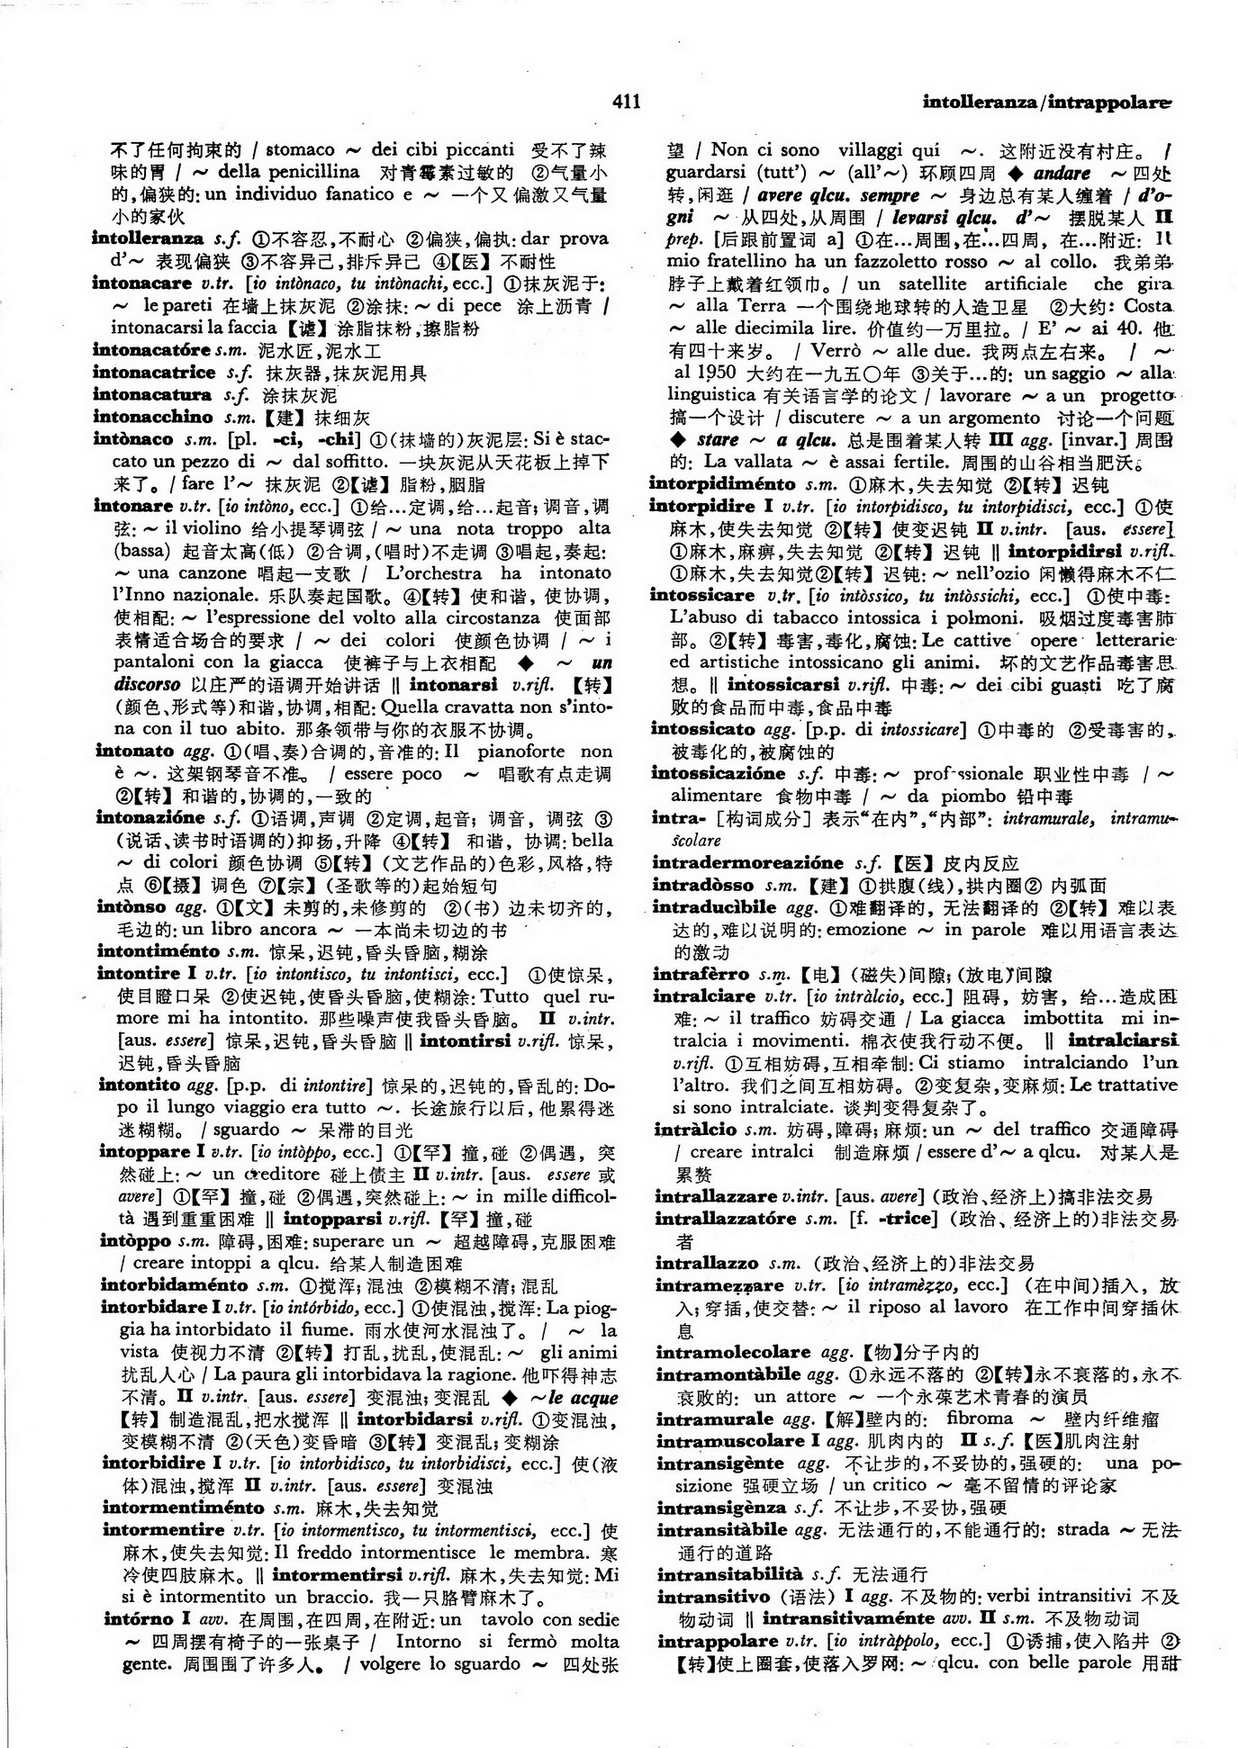 411
intolleranza/intrappolare
不了任何拘束的 / stomaco ~ dei cibi piccanti 受不了辣
味的胃 / ~ della penicillina 对青霉素过敏的 ②气量小
的,偏狭的: un individuo fanatico e ~ 一个又偏激又气量
小的家伙
intolleranza s.f. ①不容忍,不耐心 ②偏狭,偏执: dar prova
d'~ 表现偏狭 ③不容异己,排斥异己 ④【医】不耐性
intonacare v.tr. [io intònaco, tu intònachi, ecc.] ①抹灰泥于:
~ le pareti 在墙上抹灰泥 ②涂抹: ~ di pece 涂上沥青 /
intonacarsi la faccia 【谑】涂脂抹粉,擦脂粉
intonacatóre s.m. 泥水匠,泥水工
intonacatrice s.f. 抹灰器,抹灰泥用具
intonacatura s.f. 涂抹灰泥
intonacchino s.m. 【建】抹细灰
intònaco s.m. [pl. -ci, -chi] ①(抹墙的)灰泥层: Si è stac-
cato un pezzo di ~ dal soffitto. 一块灰泥从天花板上掉下
来了。/ fare l'~ 抹灰泥 ②【谑】脂粉,胭脂
intonare v.tr. [io intòno, ecc.] ①给…定调,给…起音; 调音,调
弦: ~ il violino 给小提琴调弦 / ~ una nota troppo alta
(bassa) 起音太高(低) ②合调,(唱时)不走调 ③唱起,奏起:
~ una canzone 唱起一支歌 / L'orchestra ha intonato
l'Inno nazionale. 乐队奏起国歌。④【转】使和谐, 使协调,
使相配: ~ l'espressione del volto alla circostanza 使面部
表情适合场合的要求 / ~ dei colori 使颜色协调 / ~ i
pantaloni con la giacca 使裤子与上衣相配 ◆ ~ un
discorso 以庄严的语调开始讲话 ‖ intonarsi v.rifl. 【转】
(颜色、形式等)和谐,协调,相配: Quella cravatta non s'into-
na con il tuo abito. 那条领带与你的衣服不协调。
intonato agg. ①(唱、奏)合调的,音准的: Il pianoforte non
è ~. 这架钢琴音不准。 / essere poco ~ 唱歌有点走调
②【转】和谐的,协调的,一致的
intonazióne s.f. ①语调,声调 ②定调,起音; 调音, 调弦 ③
(说话、读书时语调的)抑扬,升降 ④【转】 和谐, 协调: bella
~ di colori 颜色协调 ⑤【转】(文艺作品的)色彩,风格,特
点 ⑥【摄】调色 ⑦【宗】(圣歌等的)起始短句
intònso agg. ①【文】未剪的,未修剪的 ②(书) 边未切齐的,
毛边的: un libro ancora ~ 一本尚未切边的书
intontiménto s.m. 惊呆,迟钝,昏头昏脑,糊涂
intontire I v.tr. [io intontisco, tu intontisci, ecc.] ①使惊呆,
使目瞪口呆 ②使迟钝,使昏头昏脑,使糊涂: Tutto quel ru-
more mi ha intontito. 那些噪声使我昏头昏脑。 II v.intr.
[aus. essere] 惊呆,迟钝,昏头昏脑 ‖ intontirsi v.rifl. 惊呆,
迟钝,昏头昏脑
intontito agg. [p.p. di intontire] 惊呆的,迟钝的,昏乱的: Do-
po il lungo viaggio era tutto ~. 长途旅行以后, 他累得迷
迷糊糊。 / sguardo ~ 呆滞的目光
intoppare I v.tr. [io intòppo, ecc.] ①【罕】撞,碰 ②偶遇, 突
然碰上: ~ un creditore 碰上债主 II v.intr. [aus. essere 或
avere] ①【罕】撞,碰 ②偶遇,突然碰上: ~ in mille difficol-
tà 遇到重重困难 ‖ intopparsi v.rifl. 【罕】撞,碰
intòppo s.m. 障碍,困难: superare un ~ 超越障碍,克服困难
/ creare intoppi a qlcu. 给某人制造困难
intorbidaménto s.m. ①搅浑; 混浊 ②模糊不清; 混乱
intorbidare I v.tr. [io intórbido, ecc.] ①使混浊,搅浑: La piog-
gia ha intorbidato il fiume. 雨水使河水混浊了。 / ~ la
vista 使视力不清 ②【转】打乱,扰乱,使混乱: ~ gli animi
扰乱人心 / La paura gli intorbidava la ragione. 他吓得神志
不清。II v.intr. [aus. essere] 变混浊; 变混乱 ◆ ~le acque
【转】制造混乱,把水搅浑 ‖ intorbidarsi v.rifl. ①变混浊,
变模糊不清 ②(天色)变昏暗 ③【转】变混乱; 变糊涂
intorbidire I v.tr. [io intorbidisco, tu intorbidisci, ecc.] 使(液
体)混浊,搅浑 II v.intr. [aus. essere] 变混浊
intormentiménto s.m. 麻木,失去知觉
intormentire v.tr. [io intormentisco, tu intormentisci, ecc.] 使
麻木,使失去知觉: Il freddo intormentisce le membra. 寒
冷使四肢麻木。‖ intormentirsi v.rifl. 麻木,失去知觉: Mi
si è intormentito un braccio. 我一只胳臂麻木了。
intórno I avv. 在周围,在四周,在附近: un tavolo con sedie
~ 四周摆有椅子的一张桌子 / Intorno si fermò molta
gente. 周围围了许多人。 / volgere lo sguardo ~ 四处张
望 / Non ci sono villaggi qui ~. 这附近没有村庄。 /
guardarsi (tutt') ~ (all'~) 环顾四周 ◆ andare ~ 四处
转,闲逛 / avere qlcu. sempre ~ 身边总有某人缠着 / d'o-
gni ~ 从四处,从周围 / levarsi qlcu. d'~ 摆脱某人 II
prep. [后跟前置词 a] ①在…周围,在…四周, 在…附近: Il
mio fratellino ha un fazzoletto rosso ~ al collo. 我弟弟
脖子上戴着红领巾。/ un satellite artificiale che gira
~ alla Terra 一个围绕地球转的人造卫星 ②大约: Costa
~ alle diecimila lire. 价值约一万里拉。/ E' ~ ai 40. 他
有四十来岁。 / Verrò ~ alle due. 我两点左右来。 / ~
al 1950 大约在一九五〇年 ③关于…的: un saggio ~ alla
linguistica 有关语言学的论文 / lavorare ~ a un progetto
搞一个设计 / discutere ~ a un argomento 讨论一个问题
◆ stare ~ a qlcu. 总是围着某人转 III agg. [invar.] 周围
的: La vallata ~ è assai fertile. 周围的山谷相当肥沃。
intorpidiménto s.m. ①麻木,失去知觉 ②【转】迟钝
intorpidire I v.tr. [io intorpidisco, tu intorpidisci, ecc.] ①使
麻木,使失去知觉 ②【转】使变迟钝 II v.intr. [aus. essere]
①麻木,麻痹,失去知觉 ②【转】迟钝 ‖ intorpidirsi v.rifl.
①麻木,失去知觉②【转】迟钝: ~ nell'ozio 闲懒得麻木不仁
intossicare v.tr. [io intòssico, tu intòssichi, ecc.] ①使中毒:
L'abuso di tabacco intossica i polmoni. 吸烟过度毒害肺
部。②【转】毒害,毒化,腐蚀: Le cattive opere letterarie
ed artistiche intossicano gli animi. 坏的文艺作品毒害思
想。‖ intossicarsi v.rifl. 中毒: ~ dei cibi guasti 吃了腐
败的食品而中毒,食品中毒
intossicato agg. [p.p. di intossicare] ①中毒的 ②受毒害的,
被毒化的,被腐蚀的
intossicazióne s.f. 中毒: ~ professionale 职业性中毒 / ~
alimentare 食物中毒 / ~ da piombo 铅中毒
intra- [构词成分] 表示“在内”,“内部”: intramurale, intramu-
scolare
intradermoreazióne s.f. 【医】皮内反应
intradòsso s.m. 【建】①拱腹(线),拱内圈② 内弧面
intraducìbile agg. ①难翻译的, 无法翻译的 ②【转】难以表
达的,难以说明的: emozione ~ in parole 难以用语言表达
的激动
intrafèrro s.m. 【电】(磁失)间隙; (放电)间隙
intralciare v.tr. [io intràlcio, ecc.] 阻碍, 妨害, 给…造成困
难: ~ il traffico 妨碍交通 / La giacca imbottita mi in-
tralcia i movimenti. 棉衣使我行动不便。 ‖ intralciarsi
v.rifl. ①互相妨碍,互相牵制: Ci stiamo intralciando l'un
l'altro. 我们之间互相妨碍。②变复杂,变麻烦: Le trattative
si sono intralciate. 谈判变得复杂了。
intràlcio s.m. 妨碍,障碍; 麻烦: un ~ del traffico 交通障碍
/ creare intralci 制造麻烦 / essere d'~ a qlcu. 对某人是
累赘
intrallazzare v.intr. [aus. avere] (政治、经济上)搞非法交易
intrallazzatóre s.m. [f. -trice] (政治、经济上的)非法交易
者
intrallazzo s.m. (政治、经济上的)非法交易
intramezzare v.tr. [io intramèzzo, ecc.] (在中间)插入, 放
入; 穿插,使交替: ~ il riposo al lavoro 在工作中间穿插休
息
intramolecolare agg. 【物】分子内的
intramontàbile agg. ①永远不落的 ②【转】永不衰落的,永不
衰败的: un attore ~ 一个永葆艺术青春的演员
intramurale agg. 【解】壁内的: fibroma ~ 壁内纤维瘤
intramuscolare I agg. 肌肉内的 II s.f. 【医】肌肉注射
intransigènte agg. 不让步的,不妥协的,强硬的: una po-
sizione 强硬立场 / un critico ~ 毫不留情的评论家
intransigènza s.f. 不让步,不妥协,强硬
intransitàbile agg. 无法通行的,不能通行的: strada ~ 无法
通行的道路
intransitabilità s.f. 无法通行
intransitivo (语法) I agg. 不及物的: verbi intransitivi 不及
物动词 ‖ intransitivaménte avv. II s.m. 不及物动词
intrappolare v.tr. [io intràppolo, ecc.] ①诱捕,使入陷井 ②
【转】使上圈套,使落入罗网: ~ qlcu. con belle parole 用甜